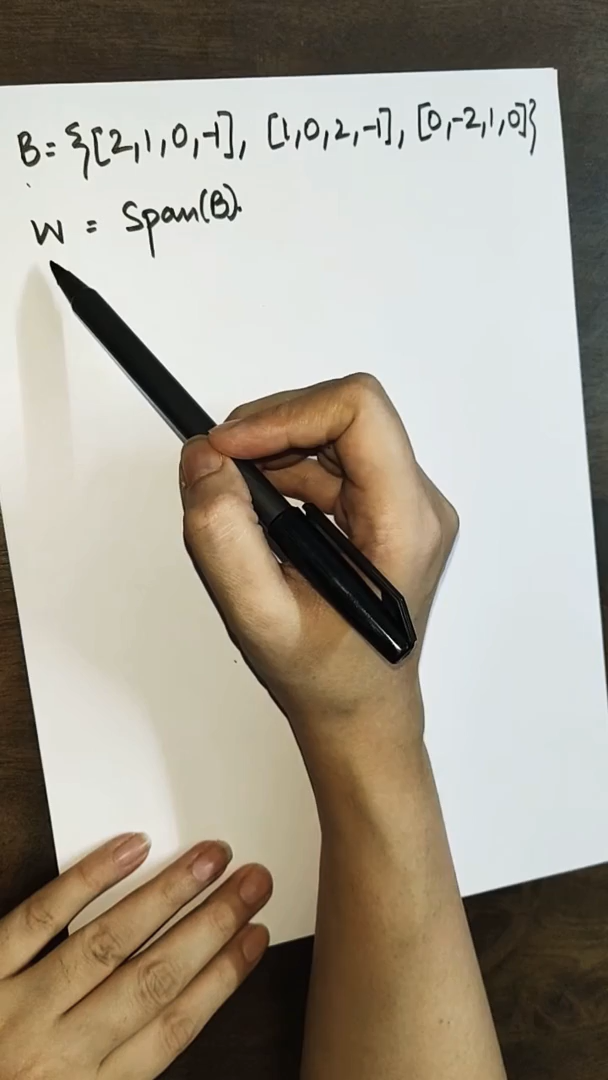 B = {[2,1,0,-1], [1,0,2,-1], [0,-2,1,0]}
W = Span(B).